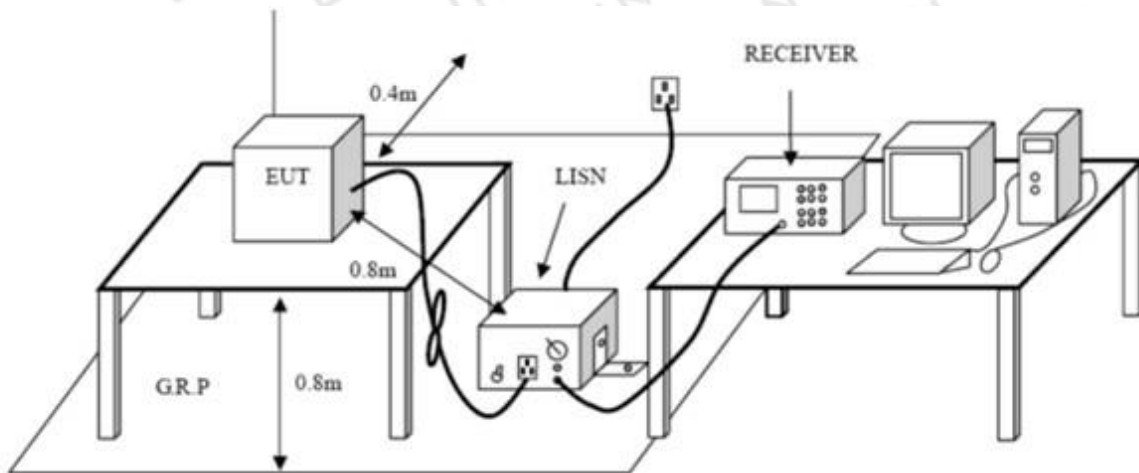 RECEIVER
0.4m
EUT
LISN
0.8m
G.R.P
0.8m